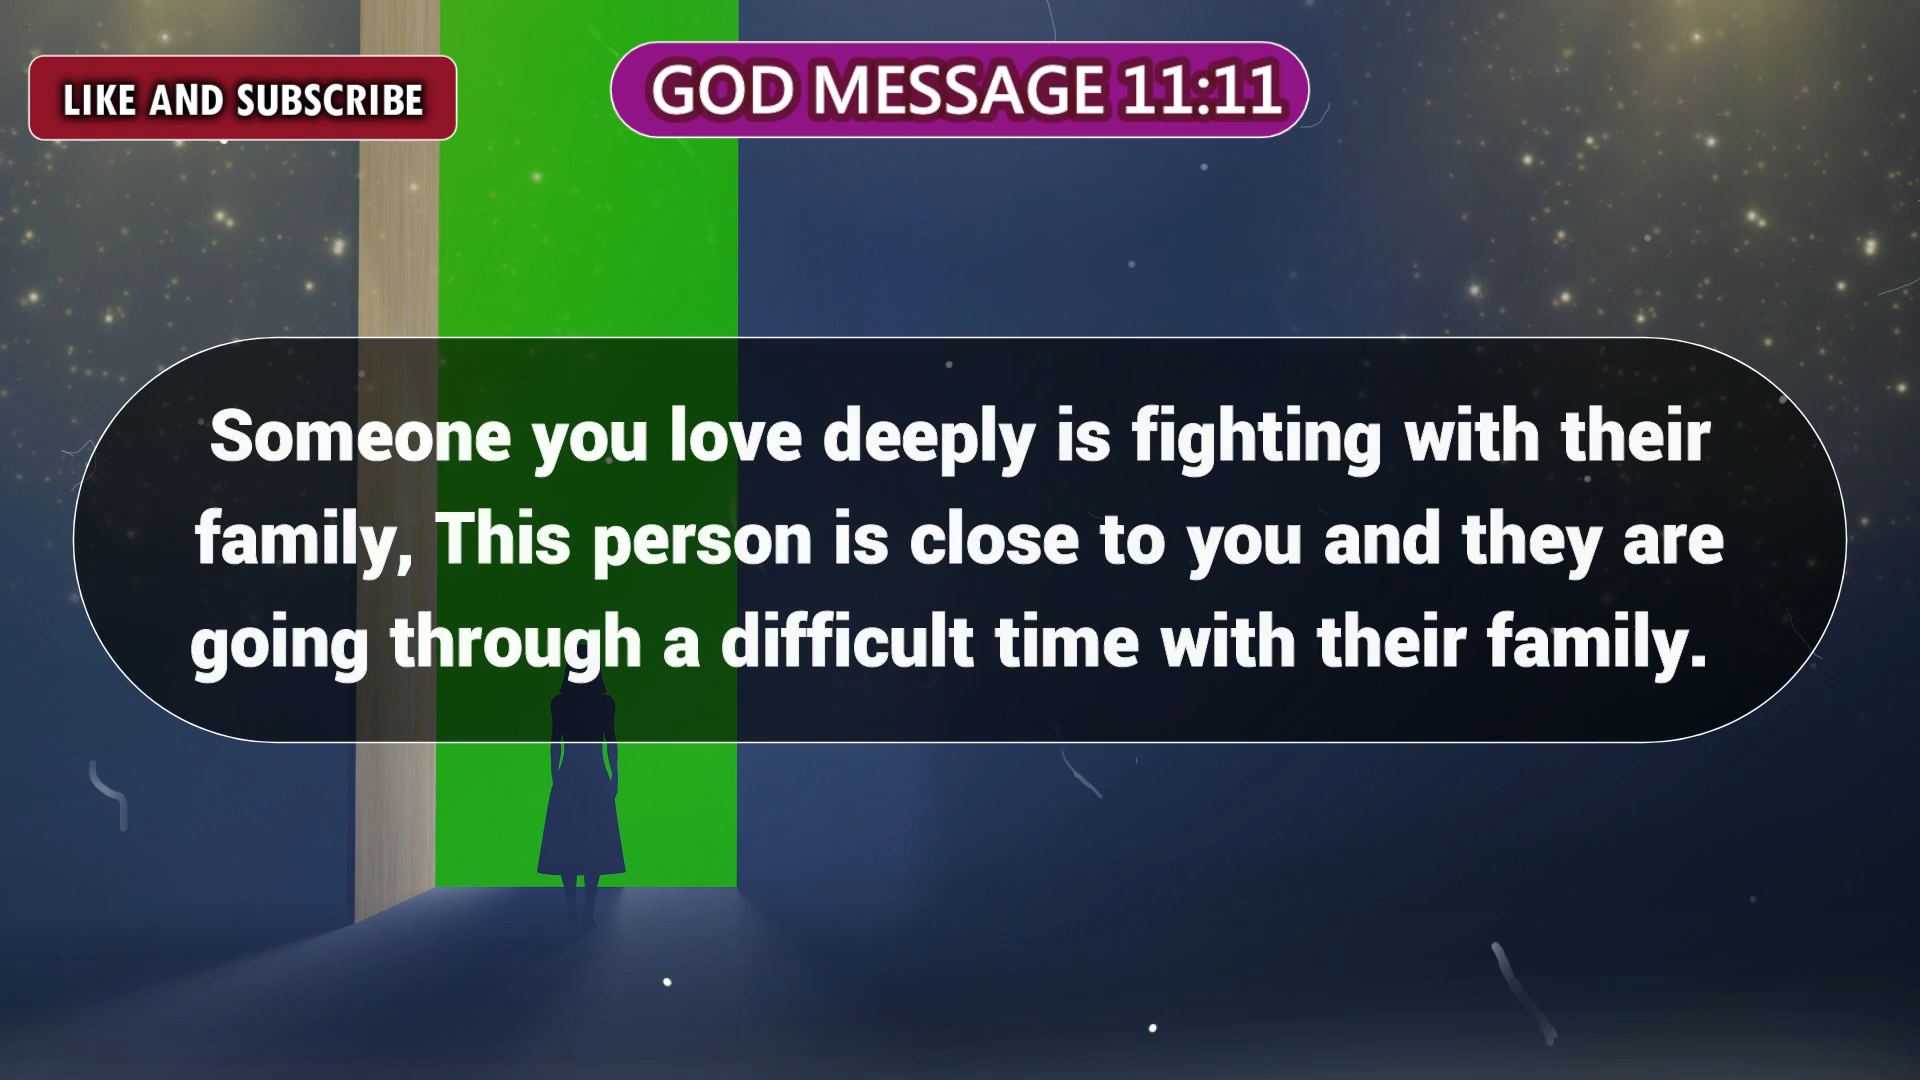 LIKE AND SUBSCRIBE
GOD MESSAGE 11:11
Someone you love deeply is fighting with their
family, This person is close to you and they are
going through a difficult time with their family.